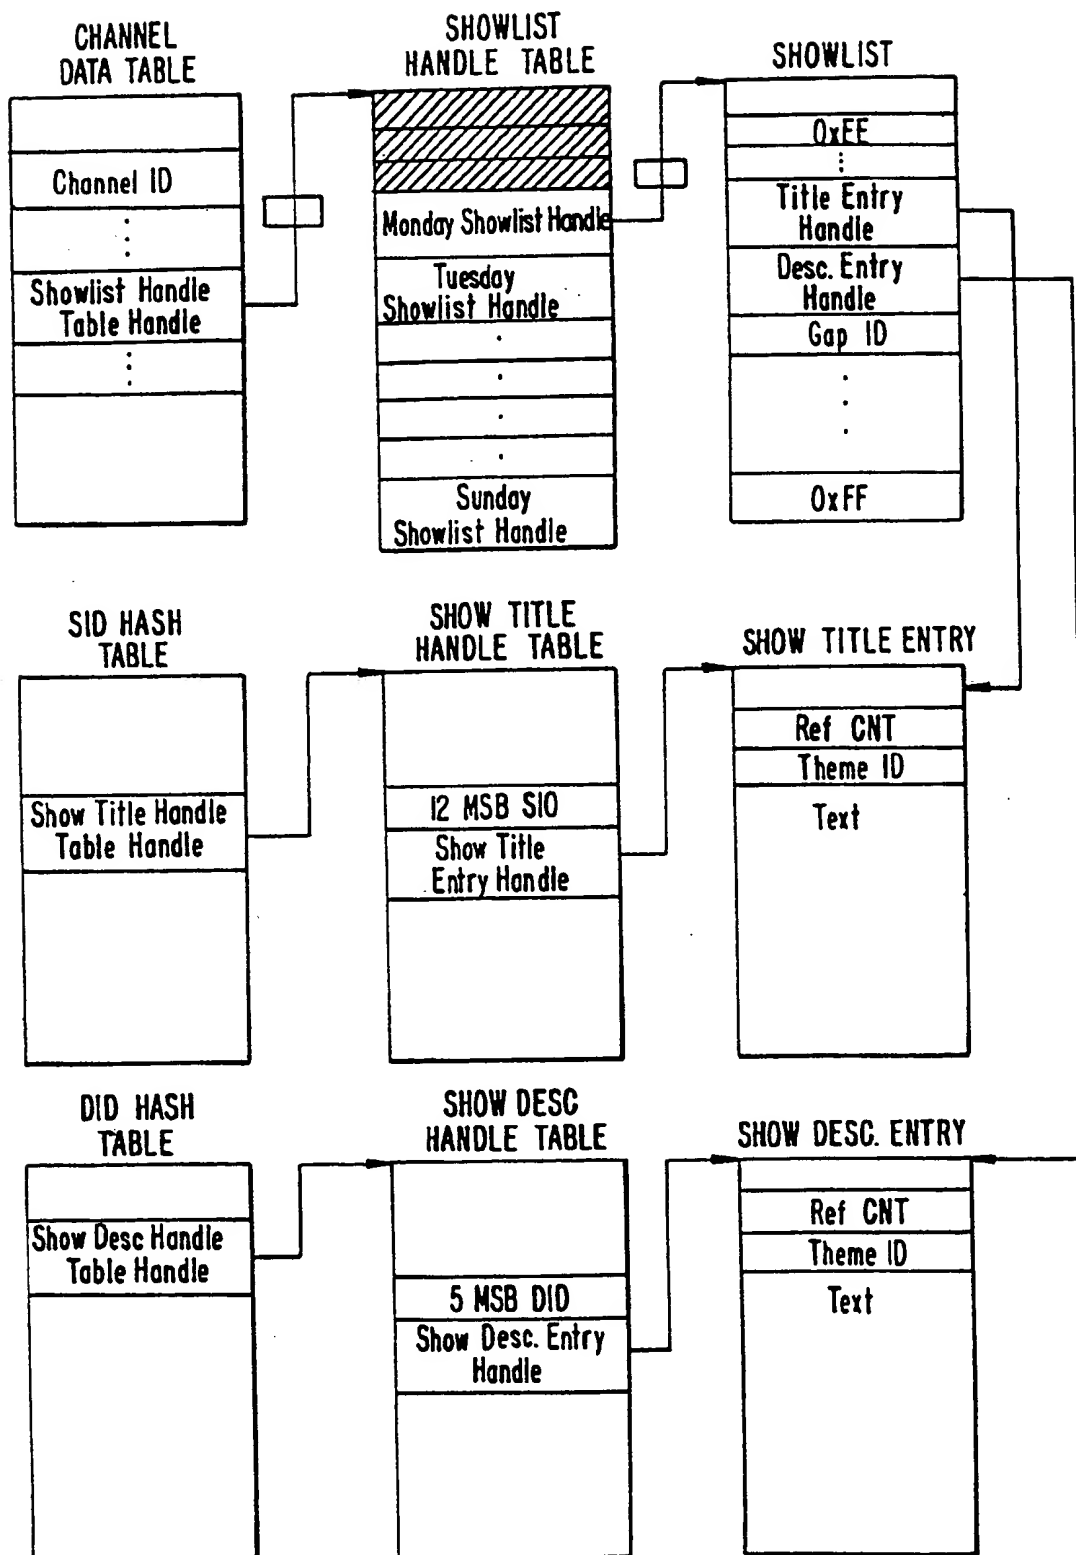 CHANNEL
DATA TABLE
Channel ID
Showlist Handle
Table Handle
SHOWLIST
HANDLE TABLE
Monday Showlist Handle
Tuesday
Showlist Handle
Sunday
Showlist Handle
SHOWLIST
0xEE
Title Entry
Handle
Desc. Entry
Handle
Gap ID
0xFF
SID HASH
TABLE
Show Title Handle
Table Handle
SHOW TITLE
HANDLE TABLE
12 MSB SIO
Show Title
Entry Handle
SHOW TITLE ENTRY
Ref CNT
Theme ID
Text
DID HASH
TABLE
Show Desc Handle
Table Handle
SHOW DESC
HANDLE TABLE
5 MSB DID
Show Desc. Entry
Handle
SHOW DESC. ENTRY
Ref CNT
Theme ID
Text